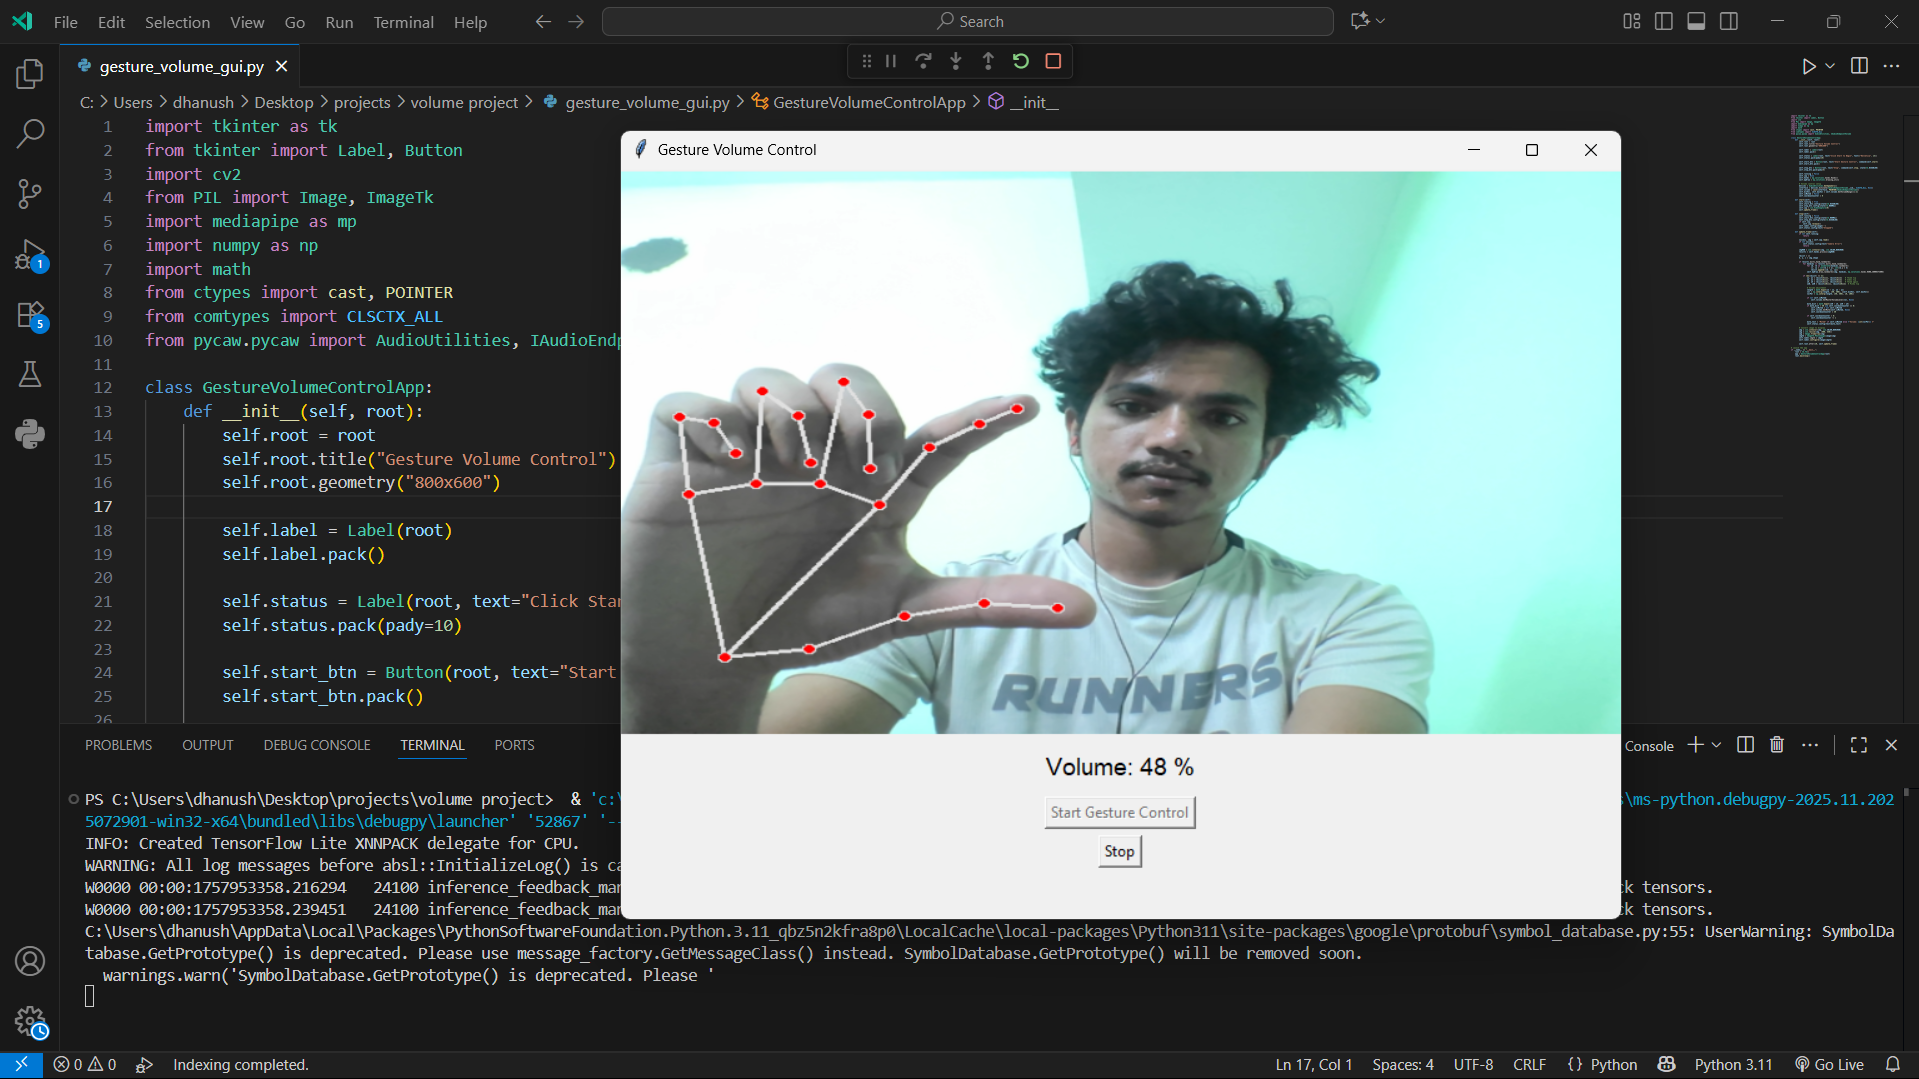 File Edit Selection View Go Run Terminal Help
Search
gesture_volume_gui.py
C: > Users > dhanush > Desktop > projects > volume project > gesture_volume_gui.py > GestureVolumeControlApp > __init__
1 import tkinter as tk
2 from tkinter import Label, Button
3 import cv2
4 from PIL import Image, ImageTk
5 import mediapipe as mp
6 import numpy as np
7 import math
8 from ctypes import cast, POINTER
9 from comtypes import CLSCTX_ALL
10 from pycaw.pycaw import AudioUtilities, IAudioEndp
11
12 class GestureVolumeControlApp:
13 def __init__(self, root):
14 self.root = root
15 self.root.title("Gesture Volume Control")
16 self.root.geometry("800x600")
17
18 self.label = Label(root)
19 self.label.pack()
20
21 self.status = Label(root, text="Click Star
22 self.status.pack(pady=10)
23
24 self.start_btn = Button(root, text="Start
25 self.start_btn.pack()
26
Gesture Volume Control
RUNNERS
Volume: 48 %
Start Gesture Control
Stop
1
5
PROBLEMS OUTPUT DEBUG CONSOLE TERMINAL PORTS
Console
PS C:\Users\dhanush\Desktop\projects\volume project> & 'c:\ \ms-python.debugpy-2025.11.202
5072901-win32-x64\bundled\libs\debugpy\launcher' '52867' '--
INFO: Created TensorFlow Lite XNNPACK delegate for CPU.
WARNING: All log messages before absl::InitializeLog() is ca
W0000 00:00:1757953358.216294 24100 inference_feedback_mar ck tensors.
W0000 00:00:1757953358.239451 24100 inference_feedback_mar ck tensors.
C:\Users\dhanush\AppData\Local\Packages\PythonSoftwareFoundation.Python.3.11_qbz5n2kfra8p0\LocalCache\local-packages\Python311\site-packages\google\protobuf\symbol_database.py:55: UserWarning: SymbolDa
tabase.GetPrototype() is deprecated. Please use message_factory.GetMessageClass() instead. SymbolDatabase.GetPrototype() will be removed soon.
warnings.warn('SymbolDatabase.GetPrototype() is deprecated. Please '
0 0 Indexing completed. Ln 17, Col 1 Spaces: 4 UTF-8 CRLF {} Python Python 3.11 Go Live